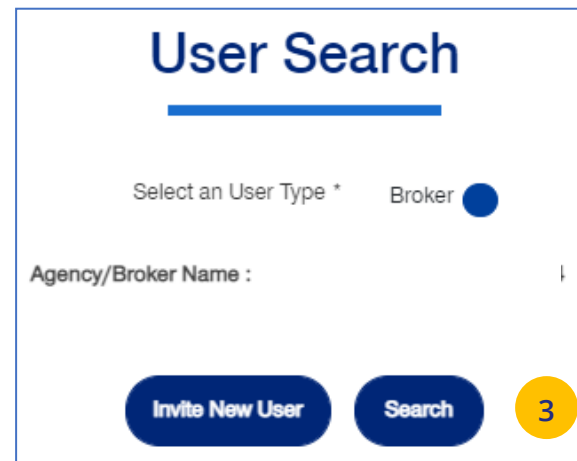 User Search
Select an User Type * Broker
Agency/Broker Name :
Invite New User Search 3